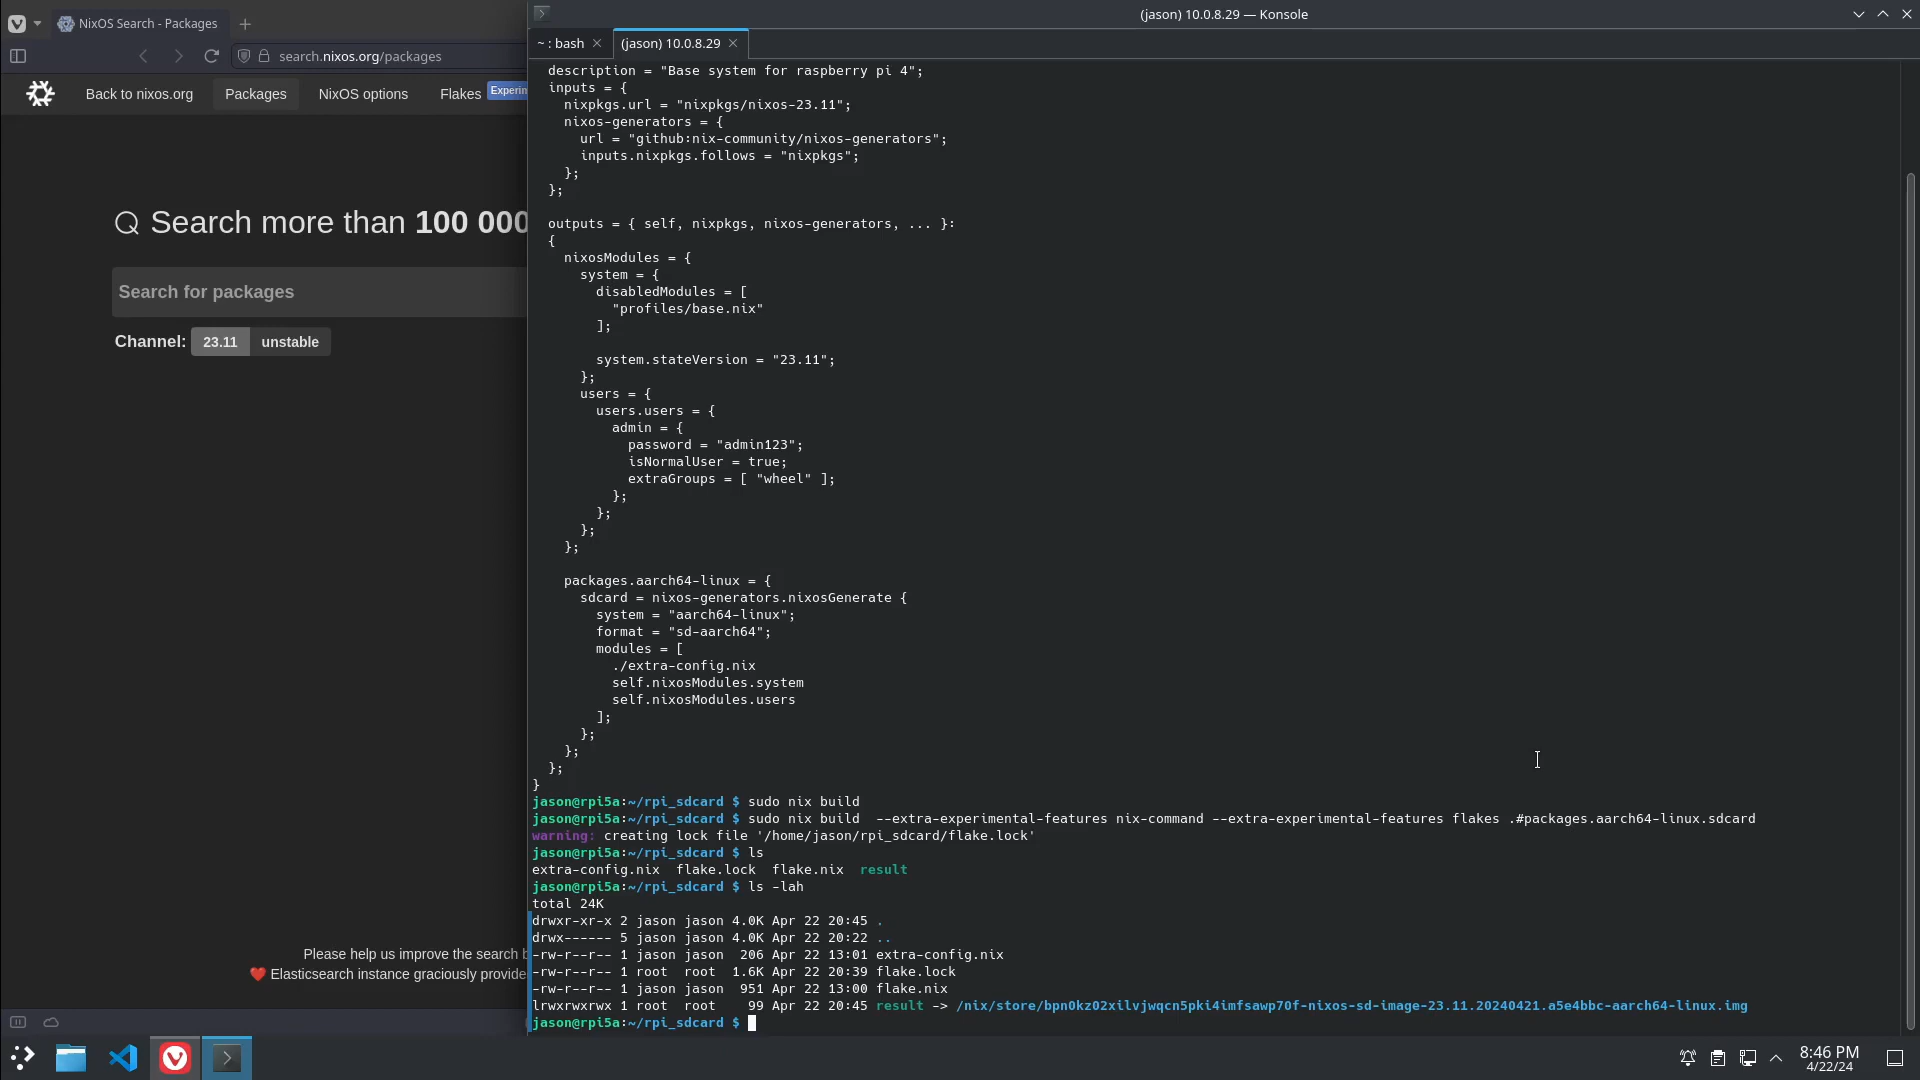 NixOS Search - Packages
search.nixos.org/packages
Back to nixos.org
Packages
NixOS options
Flakes
Experin
Search more than 100 000
Search for packages
Channel:
23.11
unstable
Please help us improve the search b
❤️ Elasticsearch instance graciously provide
(jason) 10.0.8.29 — Konsole
~ : bash
(jason) 10.0.8.29
  description = "Base system for raspberry pi 4";
  inputs = {
    nixpkgs.url = "nixpkgs/nixos-23.11";
    nixos-generators = {
      url = "github:nix-community/nixos-generators";
      inputs.nixpkgs.follows = "nixpkgs";
    };
  };
  outputs = { self, nixpkgs, nixos-generators, ... }:
  {
    nixosModules = {
      system = {
        disabledModules = [
          "profiles/base.nix"
        ];
        system.stateVersion = "23.11";
      };
      users = {
        users.users = {
          admin = {
            password = "admin123";
            isNormalUser = true;
            extraGroups = [ "wheel" ];
          };
        };
      };
    };
    packages.aarch64-linux = {
      sdcard = nixos-generators.nixosGenerate {
        system = "aarch64-linux";
        format = "sd-aarch64";
        modules = [
          ./extra-config.nix
          self.nixosModules.system
          self.nixosModules.users
        ];
      };
    };
  };
}
jason@rpi5a:~/rpi_sdcard $ sudo nix build
jason@rpi5a:~/rpi_sdcard $ sudo nix build  --extra-experimental-features nix-command --extra-experimental-features flakes .#packages.aarch64-linux.sdcard
warning: creating lock file '/home/jason/rpi_sdcard/flake.lock'
jason@rpi5a:~/rpi_sdcard $ ls
extra-config.nix  flake.lock  flake.nix  result
jason@rpi5a:~/rpi_sdcard $ ls -lah
total 24K
drwxr-xr-x 2 jason jason 4.0K Apr 22 20:45 .
drwx------ 5 jason jason 4.0K Apr 22 20:22 ..
-rw-r--r-- 1 jason jason  206 Apr 22 13:01 extra-config.nix
-rw-r--r-- 1 root  root  1.6K Apr 22 20:39 flake.lock
-rw-r--r-- 1 jason jason  951 Apr 22 13:00 flake.nix
lrwxrwxrwx 1 root  root    99 Apr 22 20:45 result -> /nix/store/bpn0kz02xilvjwqcn5pki4imfsawp70f-nixos-sd-image-23.11.20240421.a5e4bbc-aarch64-linux.img
jason@rpi5a:~/rpi_sdcard $
8:46 PM
4/22/24